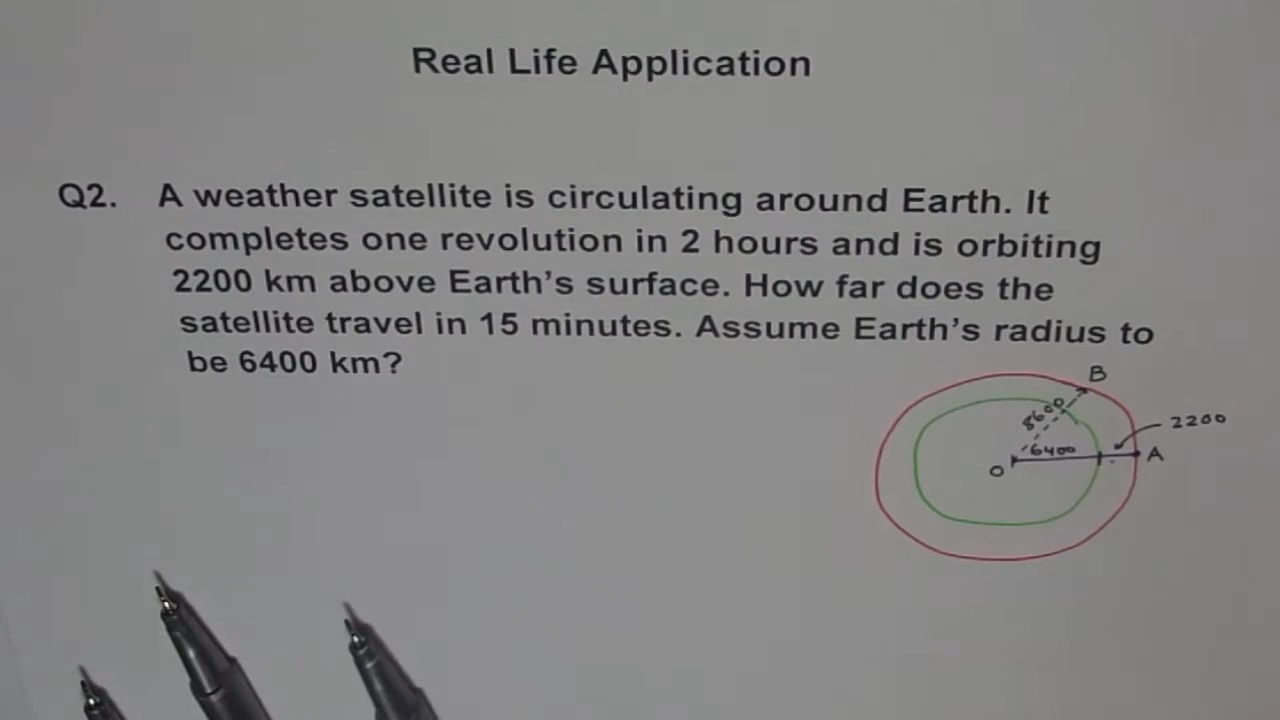 Real Life Application
Q2. A weather satellite is circulating around Earth. It
completes one revolution in 2 hours and is orbiting
2200 km above Earth's surface. How far does the
satellite travel in 15 minutes. Assume Earth's radius to
be 6400 km?
B
8600
2200
6400
A
O